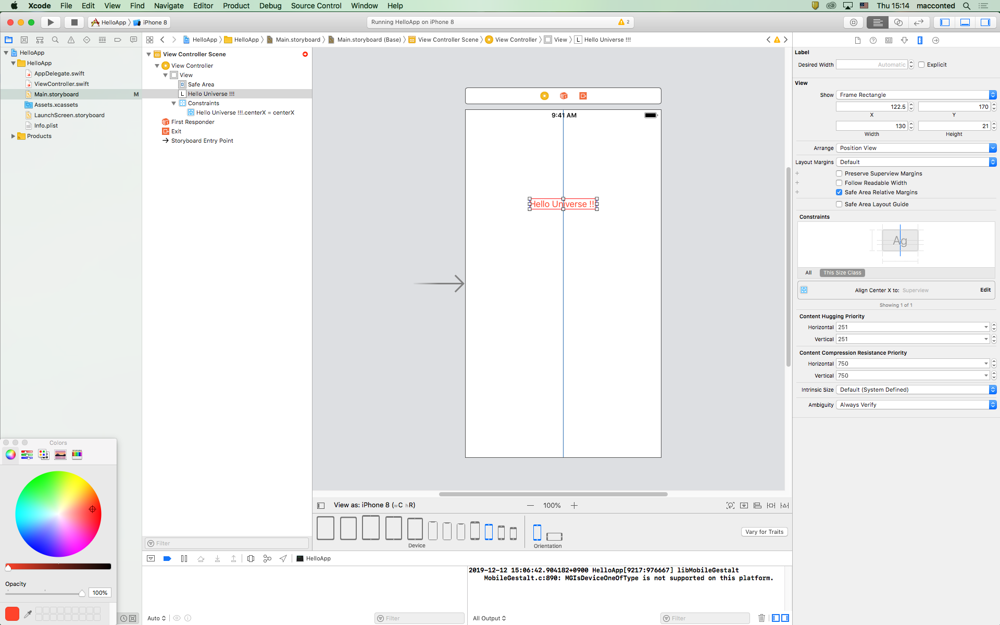 Xcode File Edit View Find Navigate Editor Product Debug Source Control Window Help Thu 15:14 macconted
HelloApp iPhone 8 Running HelloApp on iPhone 8 2
HelloApp HelloApp Main.storyboard Main.storyboard (Base) View Controller Scene View Controller View L Hello Universe !!!
HelloApp
HelloApp
AppDelegate.swift
ViewController.swift
Main.storyboard M
Assets.xcassets
LaunchScreen.storyboard
Info.plist
Products
View Controller Scene
View Controller
View
Safe Area
L Hello Universe !!!
Constraints
Hello Universe !!!.centerX = centerX
First Responder
Exit
Storyboard Entry Point
Filter
9:41 AM
Hello Universe !!!
View as: iPhone 8 (wC hR)
100%
Device
Orientation
Vary for Traits
Label
Desired Width Automatic Explicit
View
Show Frame Rectangle
122.5 170
X Y
130 21
Width Height
Arrange Position View
Layout Margins Default
Preserve Superview Margins
Follow Readable Width
Safe Area Relative Margins
Safe Area Layout Guide
Constraints
Ag
All This Size Class
Align Center X to: Superview Edit
Showing 1 of 1
Content Hugging Priority
Horizontal 251
Vertical 251
Content Compression Resistance Priority
Horizontal 750
Vertical 750
Intrinsic Size Default (System Defined)
Ambiguity Always Verify
Colors
Opacity
100%
HelloApp
2019-12-12 15:06:42.904182+0900 HelloApp[9217:976667] libMobileGestalt
MobileGestalt.c:890: MGIsDeviceOneOfType is not supported on this platform.
Auto Filter All Output Filter